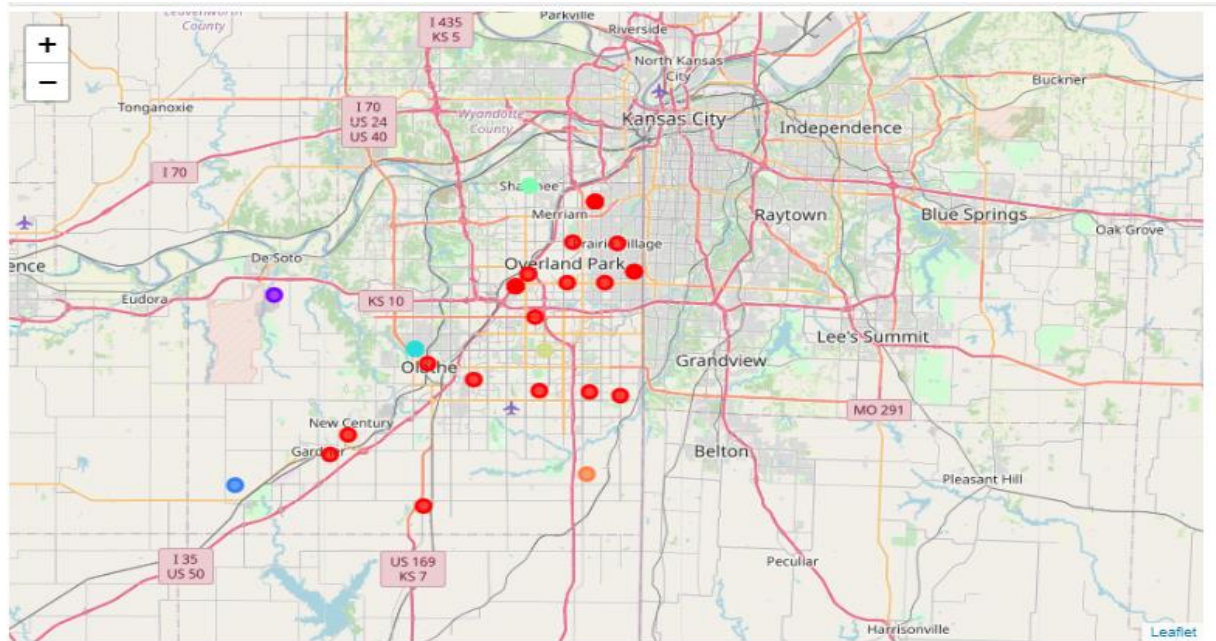 Leavenworth
County
I 435
KS 5
Parkville
Riverside
+
−
North Kansas
City
Buckner
Tonganoxie
I 70
US 24
US 40
Wyandotte
County
Kansas City
Independence
I 70
Merriam
Raytown
Blue Springs
Oak Grove
De Soto
Overland Park
ence
Eudora
KS 10
Lee's Summit
Grandview
MO 291
New Century
Belton
Pleasant Hill
I 35
US 50
US 169
KS 7
Peculiar
Harrisonville
Leaflet